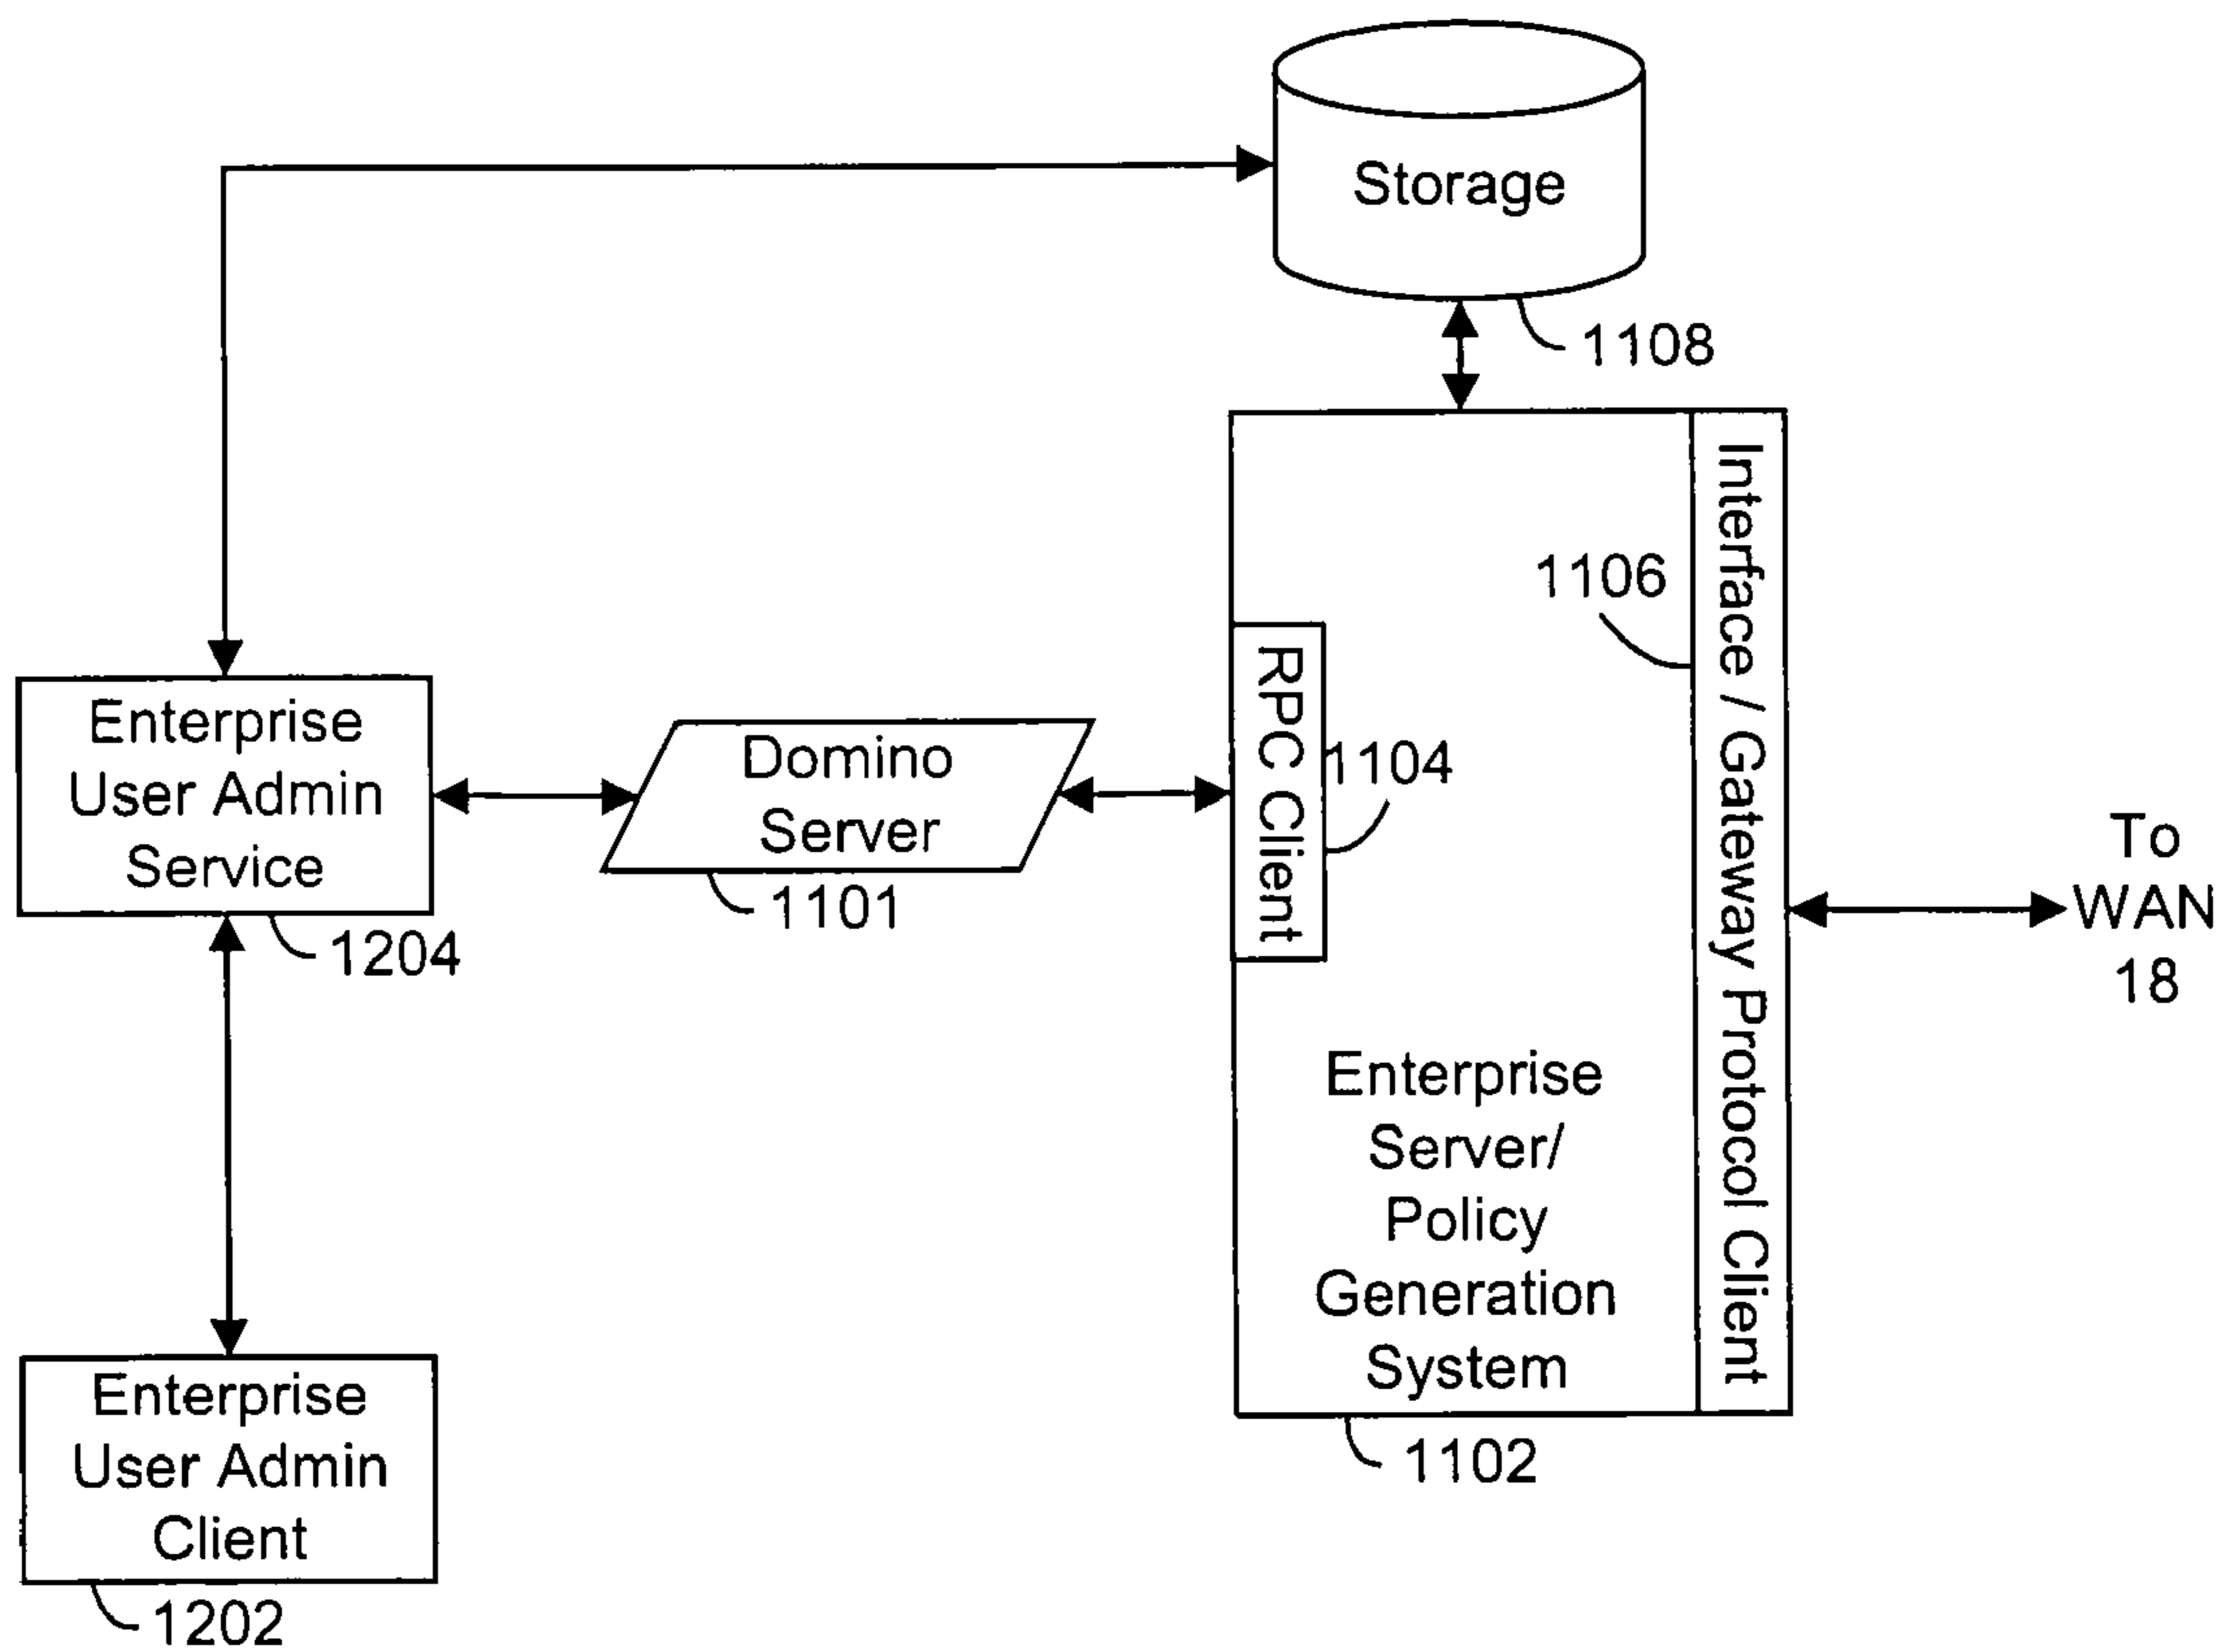 Storage
1108
Interface / Gateway Protocol Client
1106
RPC Client
1104
Enterprise
User Admin
Service
1204
Domino
Server
1101
To
WAN
18
Enterprise
Server/
Policy
Generation
System
1102
Enterprise
User Admin
Client
1202